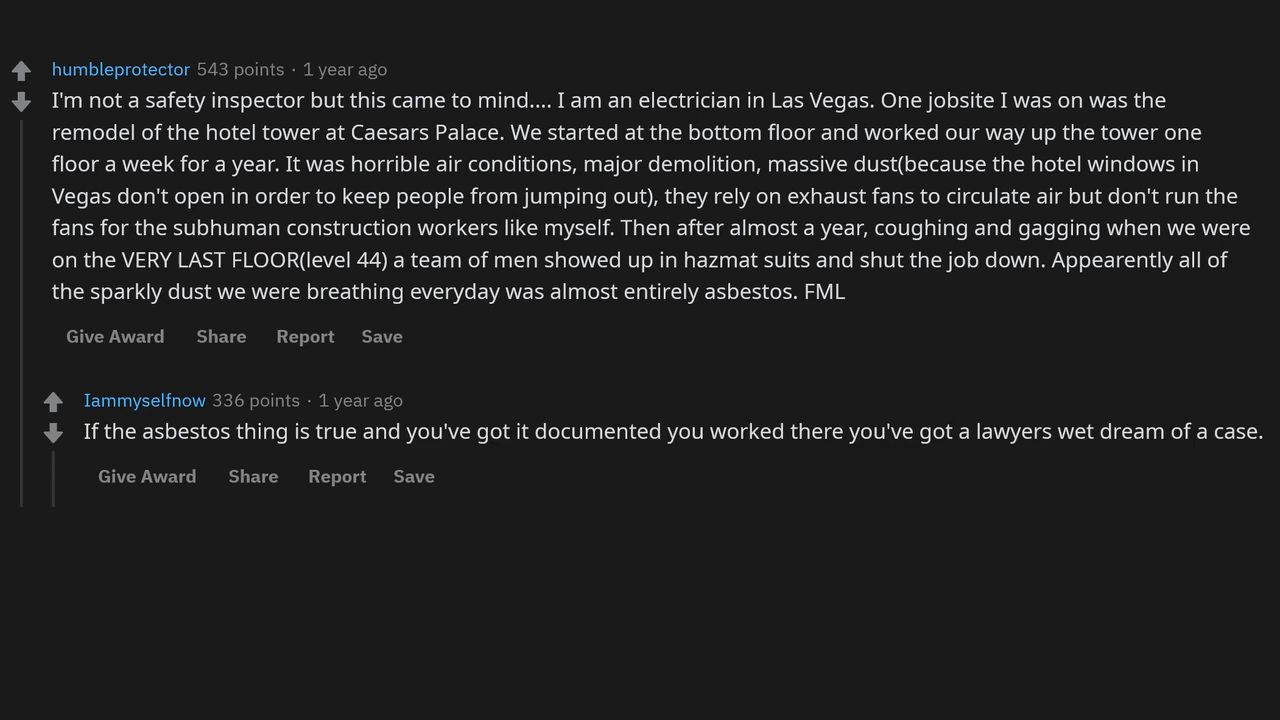 humbleprotector 543 points · 1 year ago
I'm not a safety inspector but this came to mind.... I am an electrician in Las Vegas. One jobsite I was on was the
remodel of the hotel tower at Caesars Palace. We started at the bottom floor and worked our way up the tower one
floor a week for a year. It was horrible air conditions, major demolition, massive dust(because the hotel windows in
Vegas don't open in order to keep people from jumping out), they rely on exhaust fans to circulate air but don't run the
fans for the subhuman construction workers like myself. Then after almost a year, coughing and gagging when we were
on the VERY LAST FLOOR(level 44) a team of men showed up in hazmat suits and shut the job down. Appearently all of
the sparkly dust we were breathing everyday was almost entirely asbestos. FML
Give Award Share Report Save
Iammyselfnow 336 points · 1 year ago
If the asbestos thing is true and you've got it documented you worked there you've got a lawyers wet dream of a case.
Give Award Share Report Save